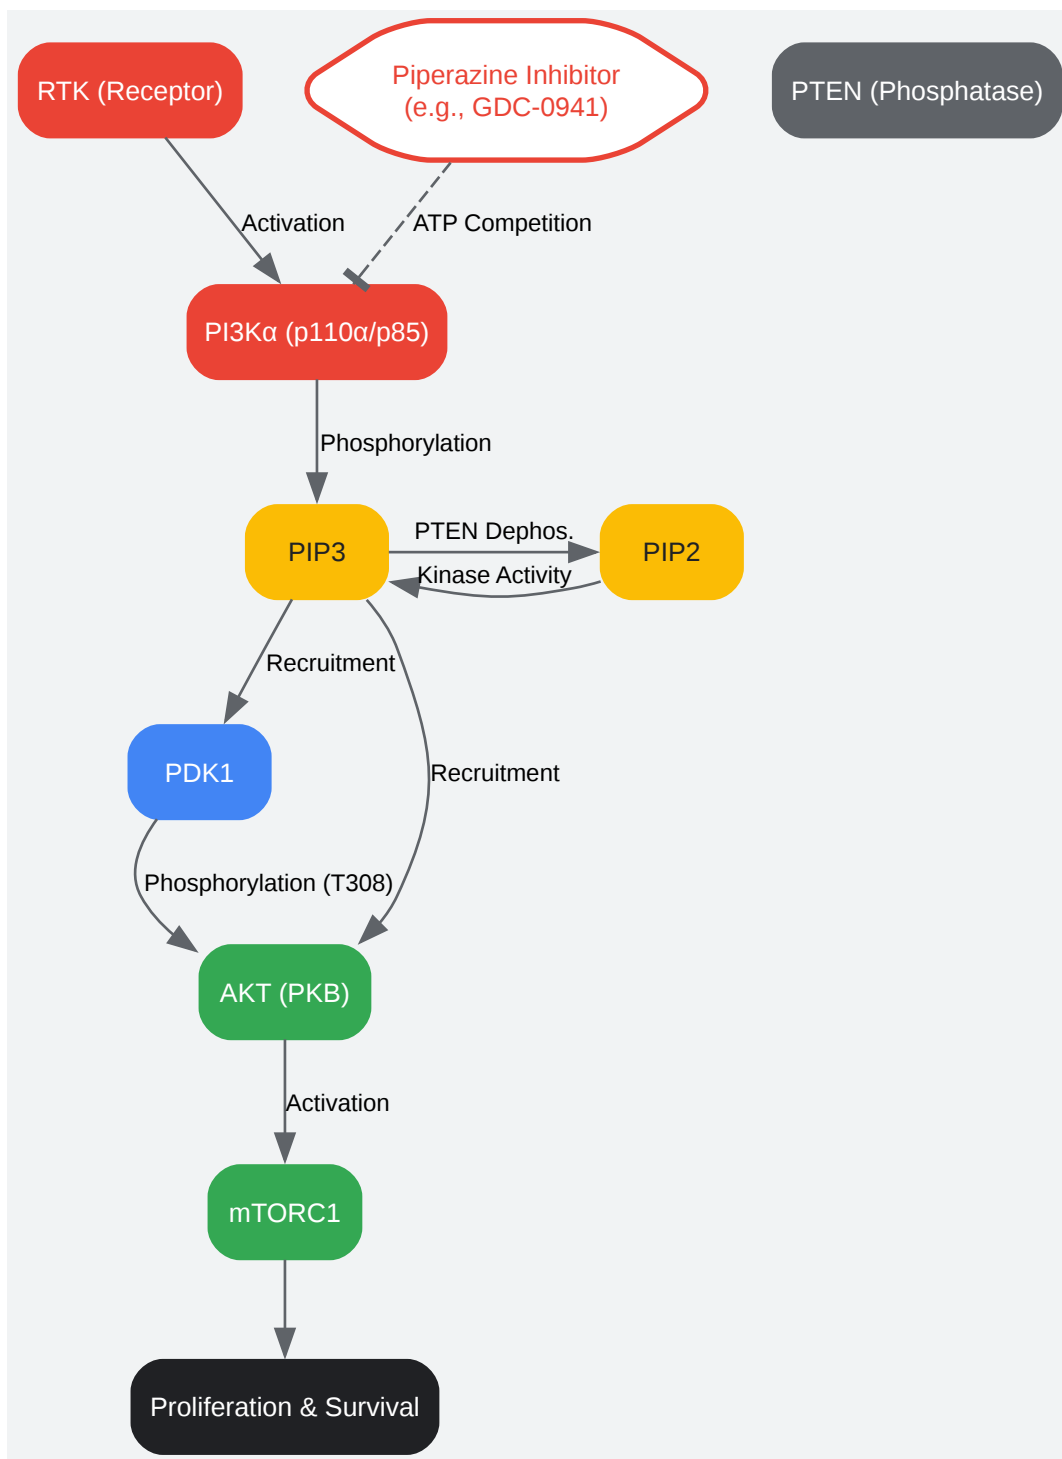 RTK (Receptor)
Piperazine Inhibitor
(e.g., GDC-0941)
PTEN (Phosphatase)
Activation
ATP Competition
PI3Kα (p110α/p85)
Phosphorylation
PTEN Dephos.
PIP3
PIP2
Kinase Activity
Recruitment
PDK1
Recruitment
Phosphorylation (T308)
AKT (PKB)
Activation
mTORC1
Proliferation & Survival